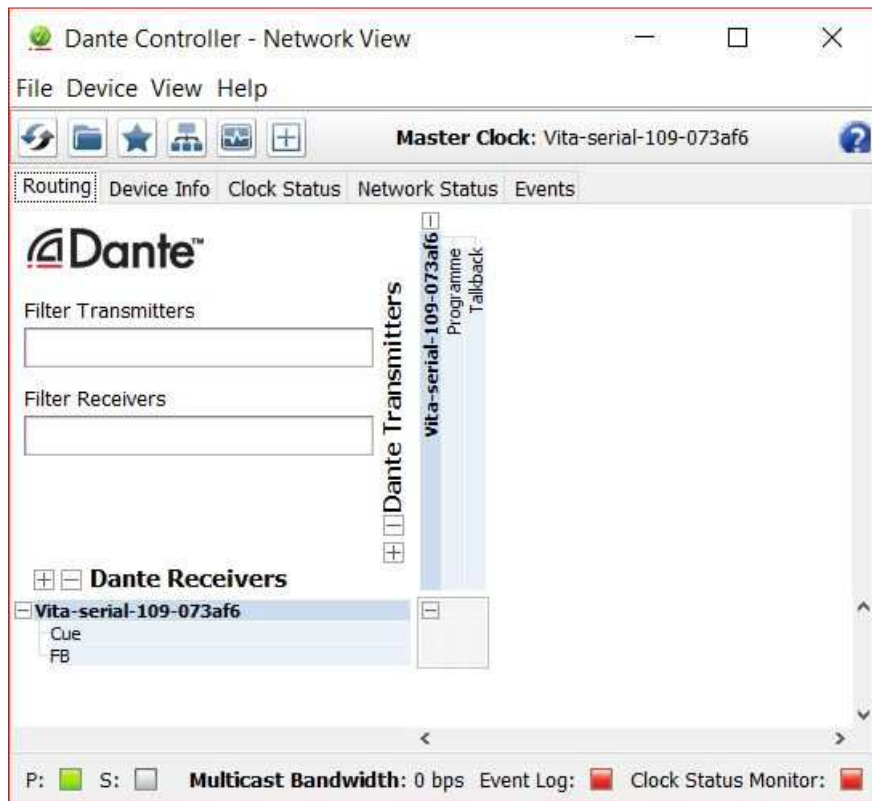 Dante Controller - Network View
File Device View Help
Master Clock: Vita-serial-109-073af6
Routing Device Info Clock Status Network Status Events
Dante™
Filter Transmitters
Filter Receivers
Dante Transmitters
Vita-serial-109-073af6
Programme
Talkback
Dante Receivers
Vita-serial-109-073af6
Cue
FB
P: S: Multicast Bandwidth: 0 bps Event Log: Clock Status Monitor: